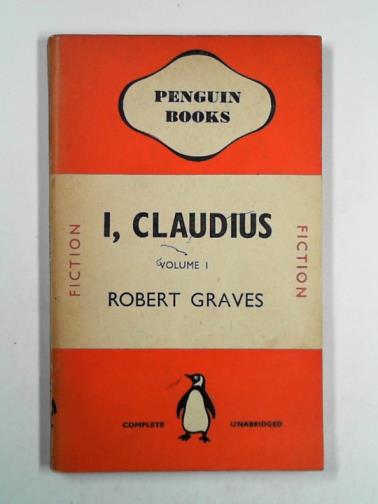 PENGUIN
BOOKS
FICTION
I, CLAUDIUS
VOLUME I
ROBERT GRAVES
FICTION
COMPLETE UNABRIDGED